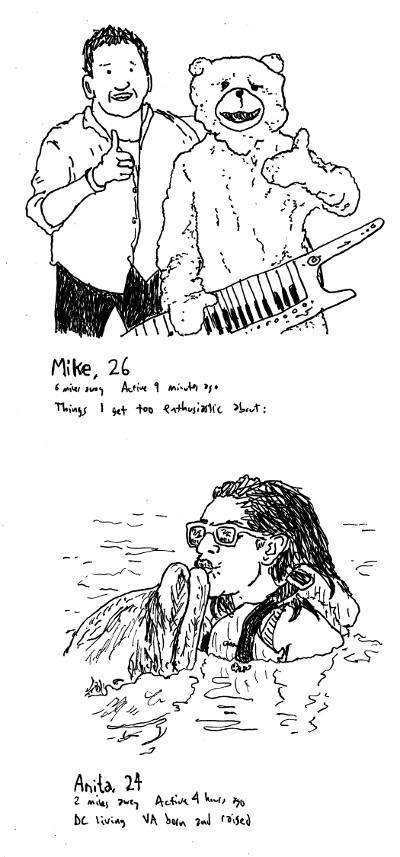 Mike, 26
6 miles away Active 9 minutes ago
Things I get too enthusiastic about:
Anita, 24
2 miles away Active 4 hours ago
DC living VA born and raised